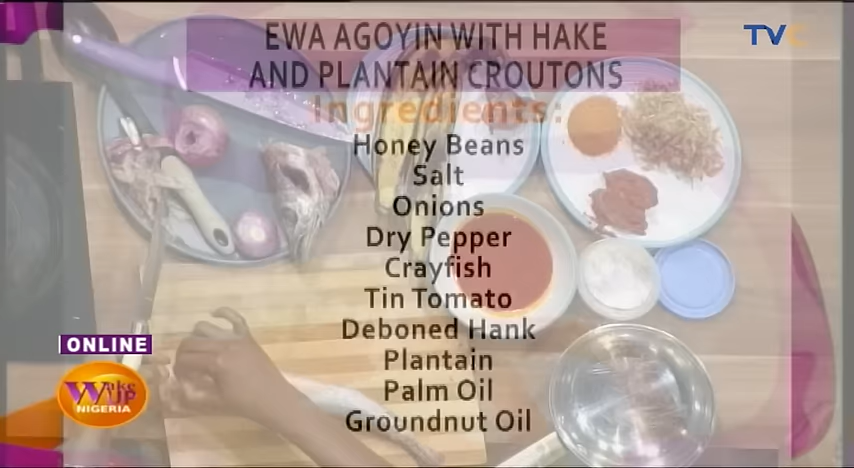 EWA AGOYIN WITH HAKE
AND PLANTAIN CROUTONS
TVC
Ingredients:
Honey Beans
Salt
Onions
Dry Pepper
Crayfish
Tin Tomato
Deboned Hank
Plantain
Palm Oil
Groundnut Oil
ONLINE
Wake
UP
NIGERIA